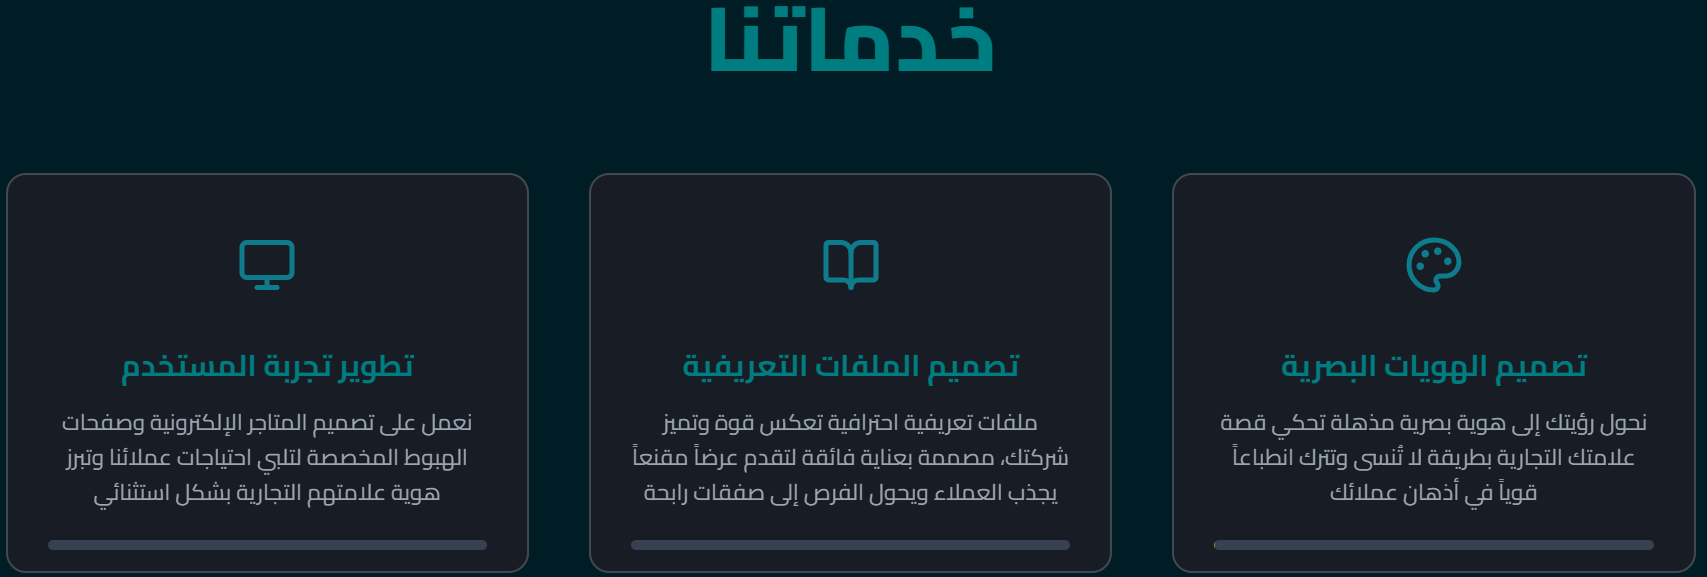 خدماتنا
تصميم الهويات البصرية
نحول رؤيتك إلى هوية بصرية مذهلة تحكي قصة
علامتك التجارية بطريقة لا تُنسى وتترك انطباعاً
قوياً في أذهان عملائك
تصميم الملفات التعريفية
ملفات تعريفية احترافية تعكس قوة وتميز
شركتك، مصممة بعناية فائقة لتقدم عرضاً مقنعاً
يجذب العملاء ويحول الفرص إلى صفقات رابحة
تطوير تجربة المستخدم
نعمل على تصميم المتاجر الإلكترونية وصفحات
الهبوط المخصصة لتلبي احتياجات عملائنا وتبرز
هوية علامتهم التجارية بشكل استثنائي